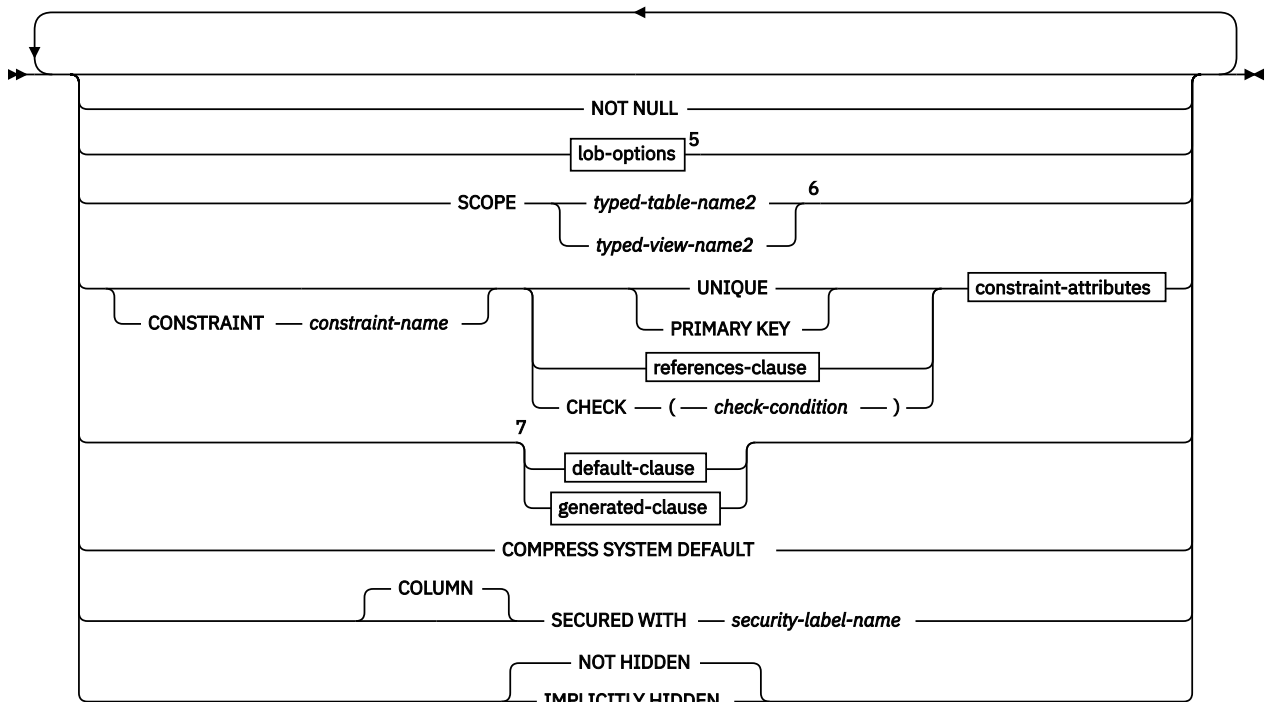 NOT NULL
lob-options 5
SCOPE typed-table-name2 6
typed-view-name2
UNIQUE constraint-attributes
CONSTRAINT constraint-name PRIMARY KEY
references-clause
CHECK ( check-condition )
7
default-clause
generated-clause
COMPRESS SYSTEM DEFAULT
COLUMN
SECURED WITH security-label-name
NOT HIDDEN
IMPLICITLY HIDDEN